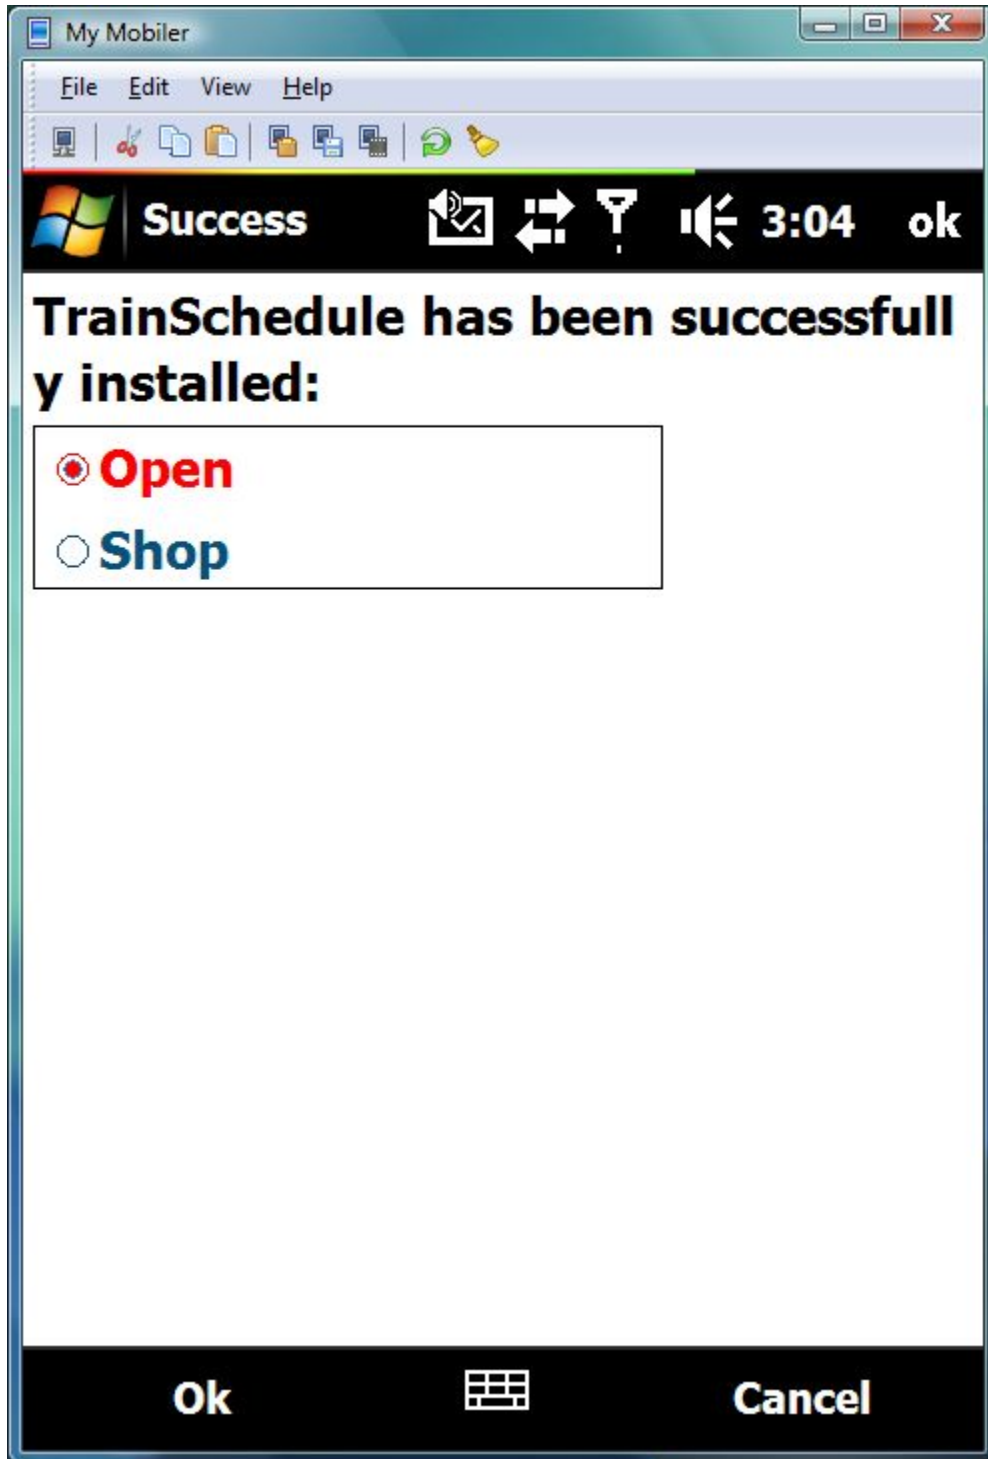 My Mobiler
File Edit View Help
Success 3:04 ok
TrainSchedule has been successfull
y installed:
Open
Shop
Ok Cancel